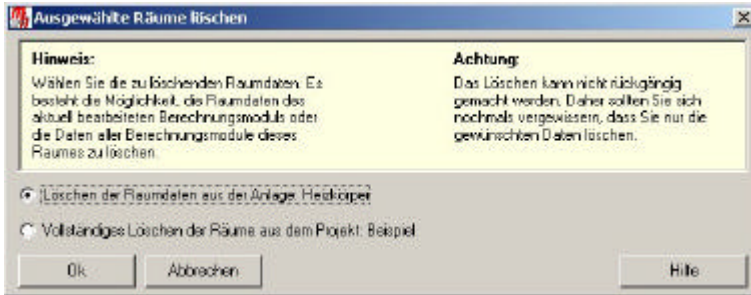 Ausgewählte Räume löschen
Hinweis:
Wählen Sie die zu löschenden Raumdaten. Es
besteht die Möglichkeit, die Raumdaten des
aktuell bearbeiteten Berechnungsmoduls oder
die Daten aller Berechnungsmodule dieses
Raumes zu löschen.
Achtung:
Das Löschen kann nicht rückgängig
gemacht werden. Daher sollten Sie sich
nochmals vergewissern, dass Sie nur die
gewünschten Daten löschen.
Löschen der Raumdaten aus der Anlage: Heizkörper
Vollständiges Löschen der Räume aus dem Projekt: Beispiel
Ok
Abbrechen
Hilfe